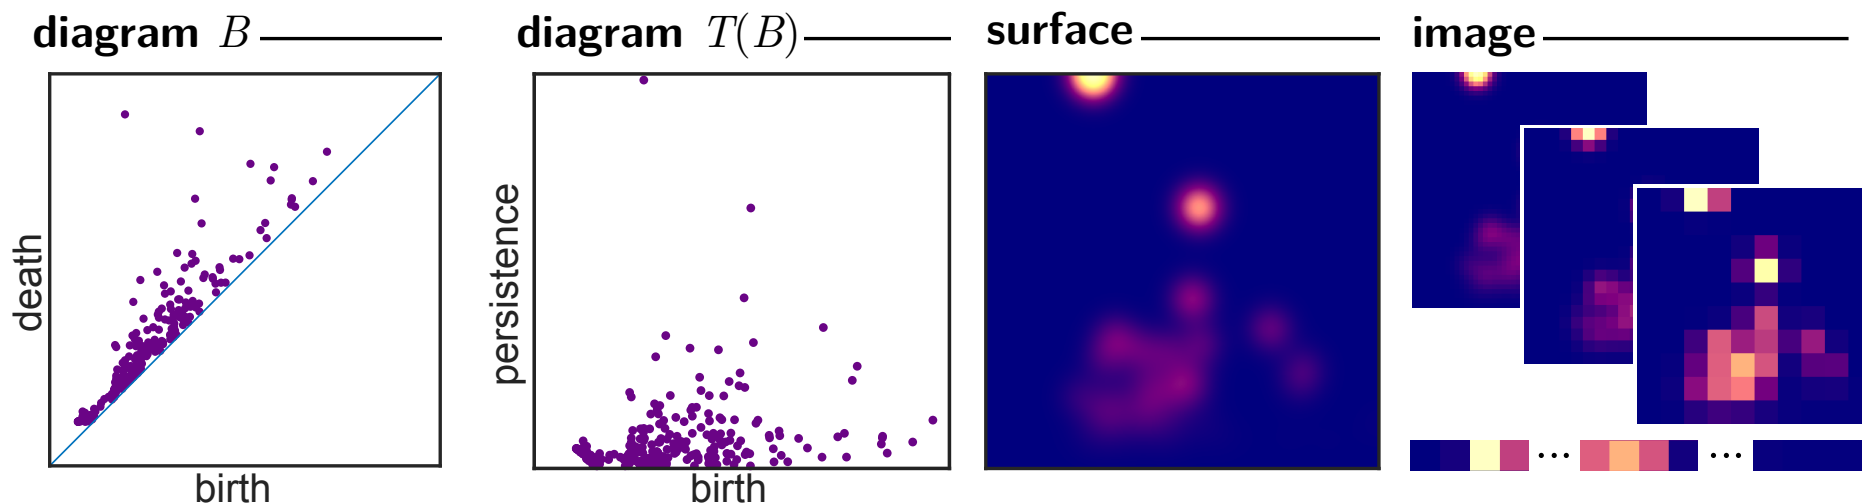 diagram B
diagram T(B)
surface
image
death
birth
persistence
birth
... ...